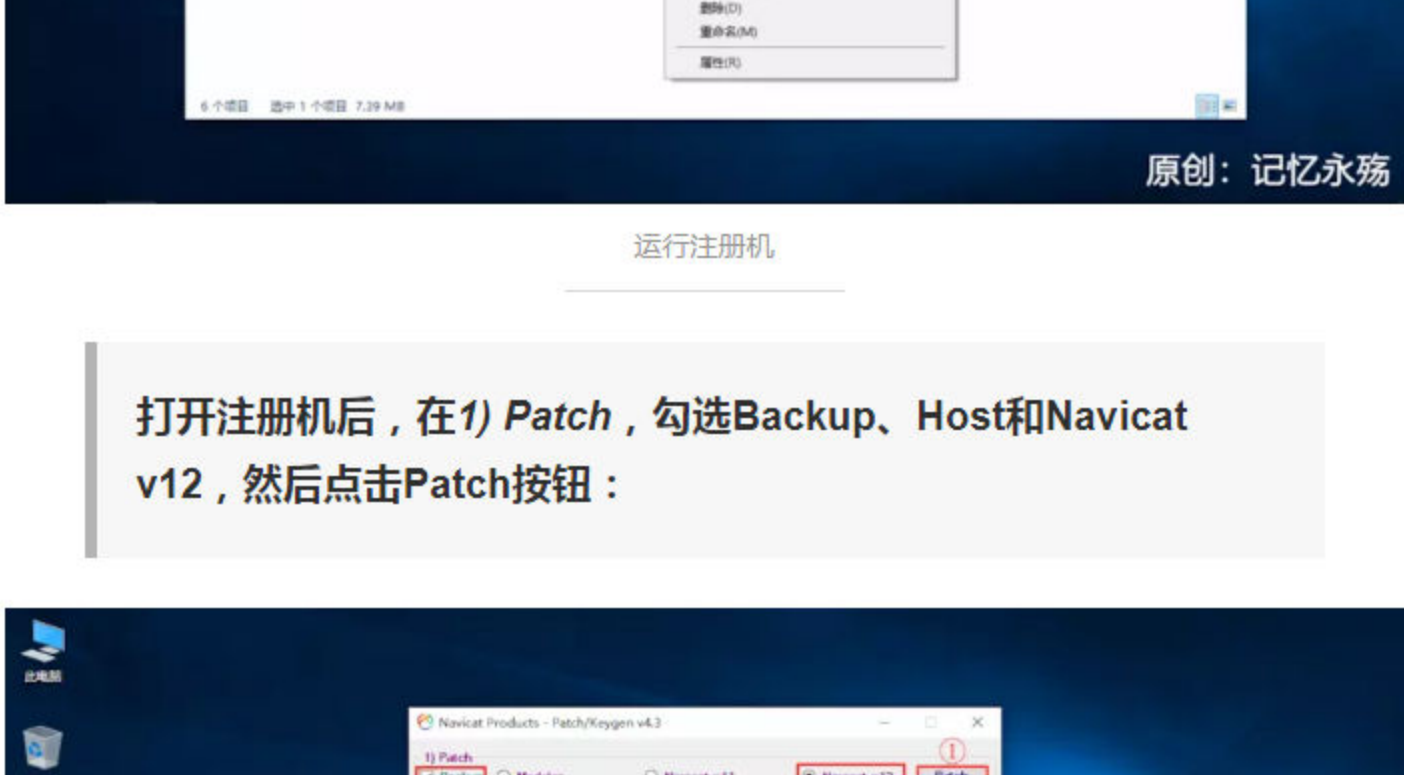 删除(D)
重命名(M)
属性(R)
6 个项目 选中 1 个项目 7.39 MB
原创：记忆永殇
运行注册机
打开注册机后，在1) Patch，勾选Backup、Host和Navicat
v12，然后点击Patch按钮：
此电脑
Navicat Products - Patch/Keygen v4.3
①
1) Patch
Patch